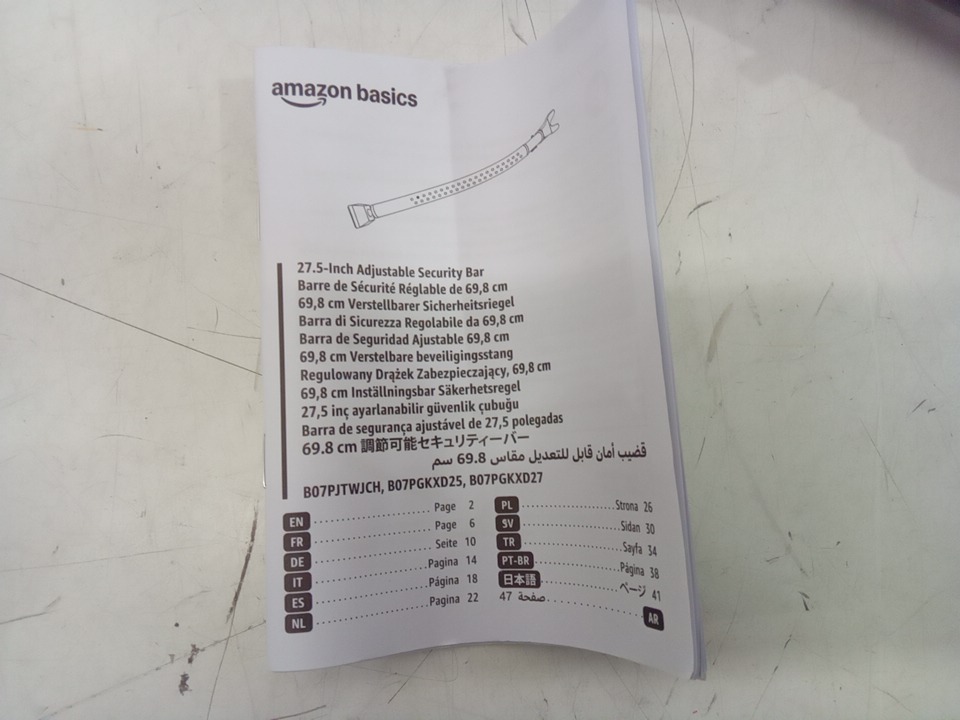 amazon basics
27.5-Inch Adjustable Security Bar
Barre de Sécurité Réglable de 69,8 cm
69,8 cm Verstellbarer Sicherheitsriegel
Barra di Sicurezza Regolabile da 69,8 cm
Barra de Seguridad Ajustable 69,8 cm
69,8 cm Verstelbare beveiligingsstang
Regulowany Drążek Zabezpieczający, 69,8 cm
69,8 cm Inställningsbar Säkerhetsregel
27,5 inç ayarlanabilir güvenlik çubuğu
Barra de segurança ajustável de 27,5 polegadas
69.8 cm 調節可能セキュリティーバー
قضيب أمان قابل للتعديل مقاس 69.8 سم
B07PJTWJCH, B07PGKXD25, B07PGKXD27
EN Page 2
FR Page 6
DE Seite 10
IT Pagina 14
ES Página 18
NL Pagina 22
PL Strona 26
SV Sidan 30
TR Sayfa 34
PT-BR Página 38
日本語 ページ 41
AR صفحة 47